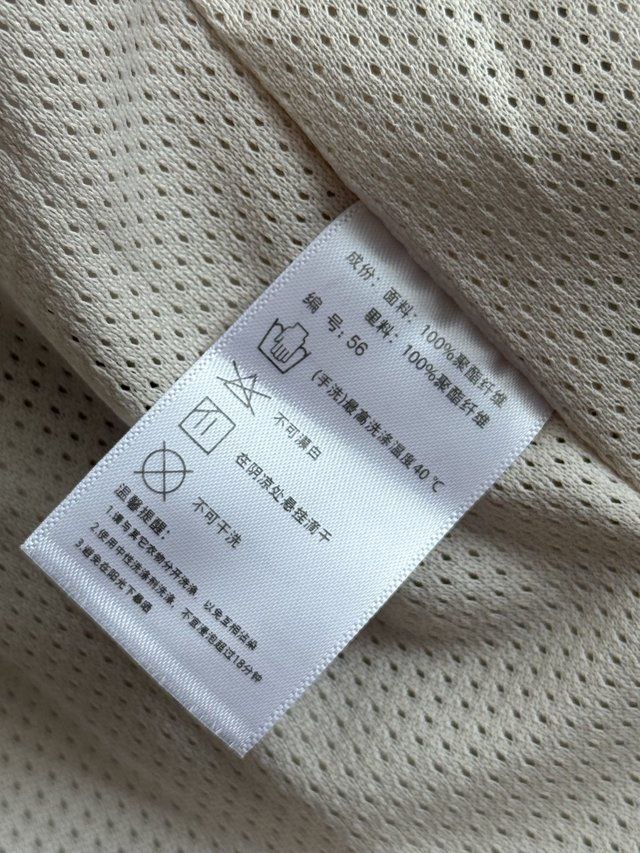 成份：面料：100%聚酯纤维
里料：100%聚酯纤维
编 号：56
(手洗)最高洗涤温度40℃
不可漂白
在阴凉处悬挂滴干
不可干洗
温馨提醒：
1.请与其它衣物分开洗涤，以免互相沾染
2.使用中性洗涤剂洗涤，不宜浸泡超过18分钟
3.避免在阳光下暴晒